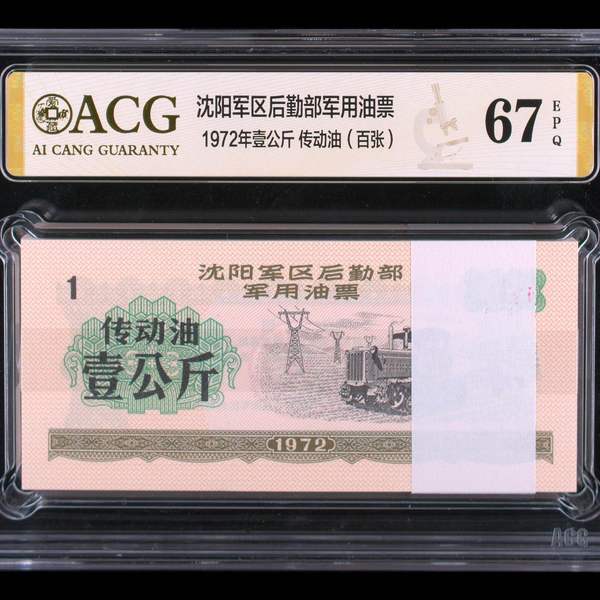 ACG
AI CANG GUARANTY
沈阳军区后勤部军用油票
1972年壹公斤 传动油（百张）
67
EPQ
1
沈阳军区后勤部
军用油票
传动油
壹公斤
1972
ACG